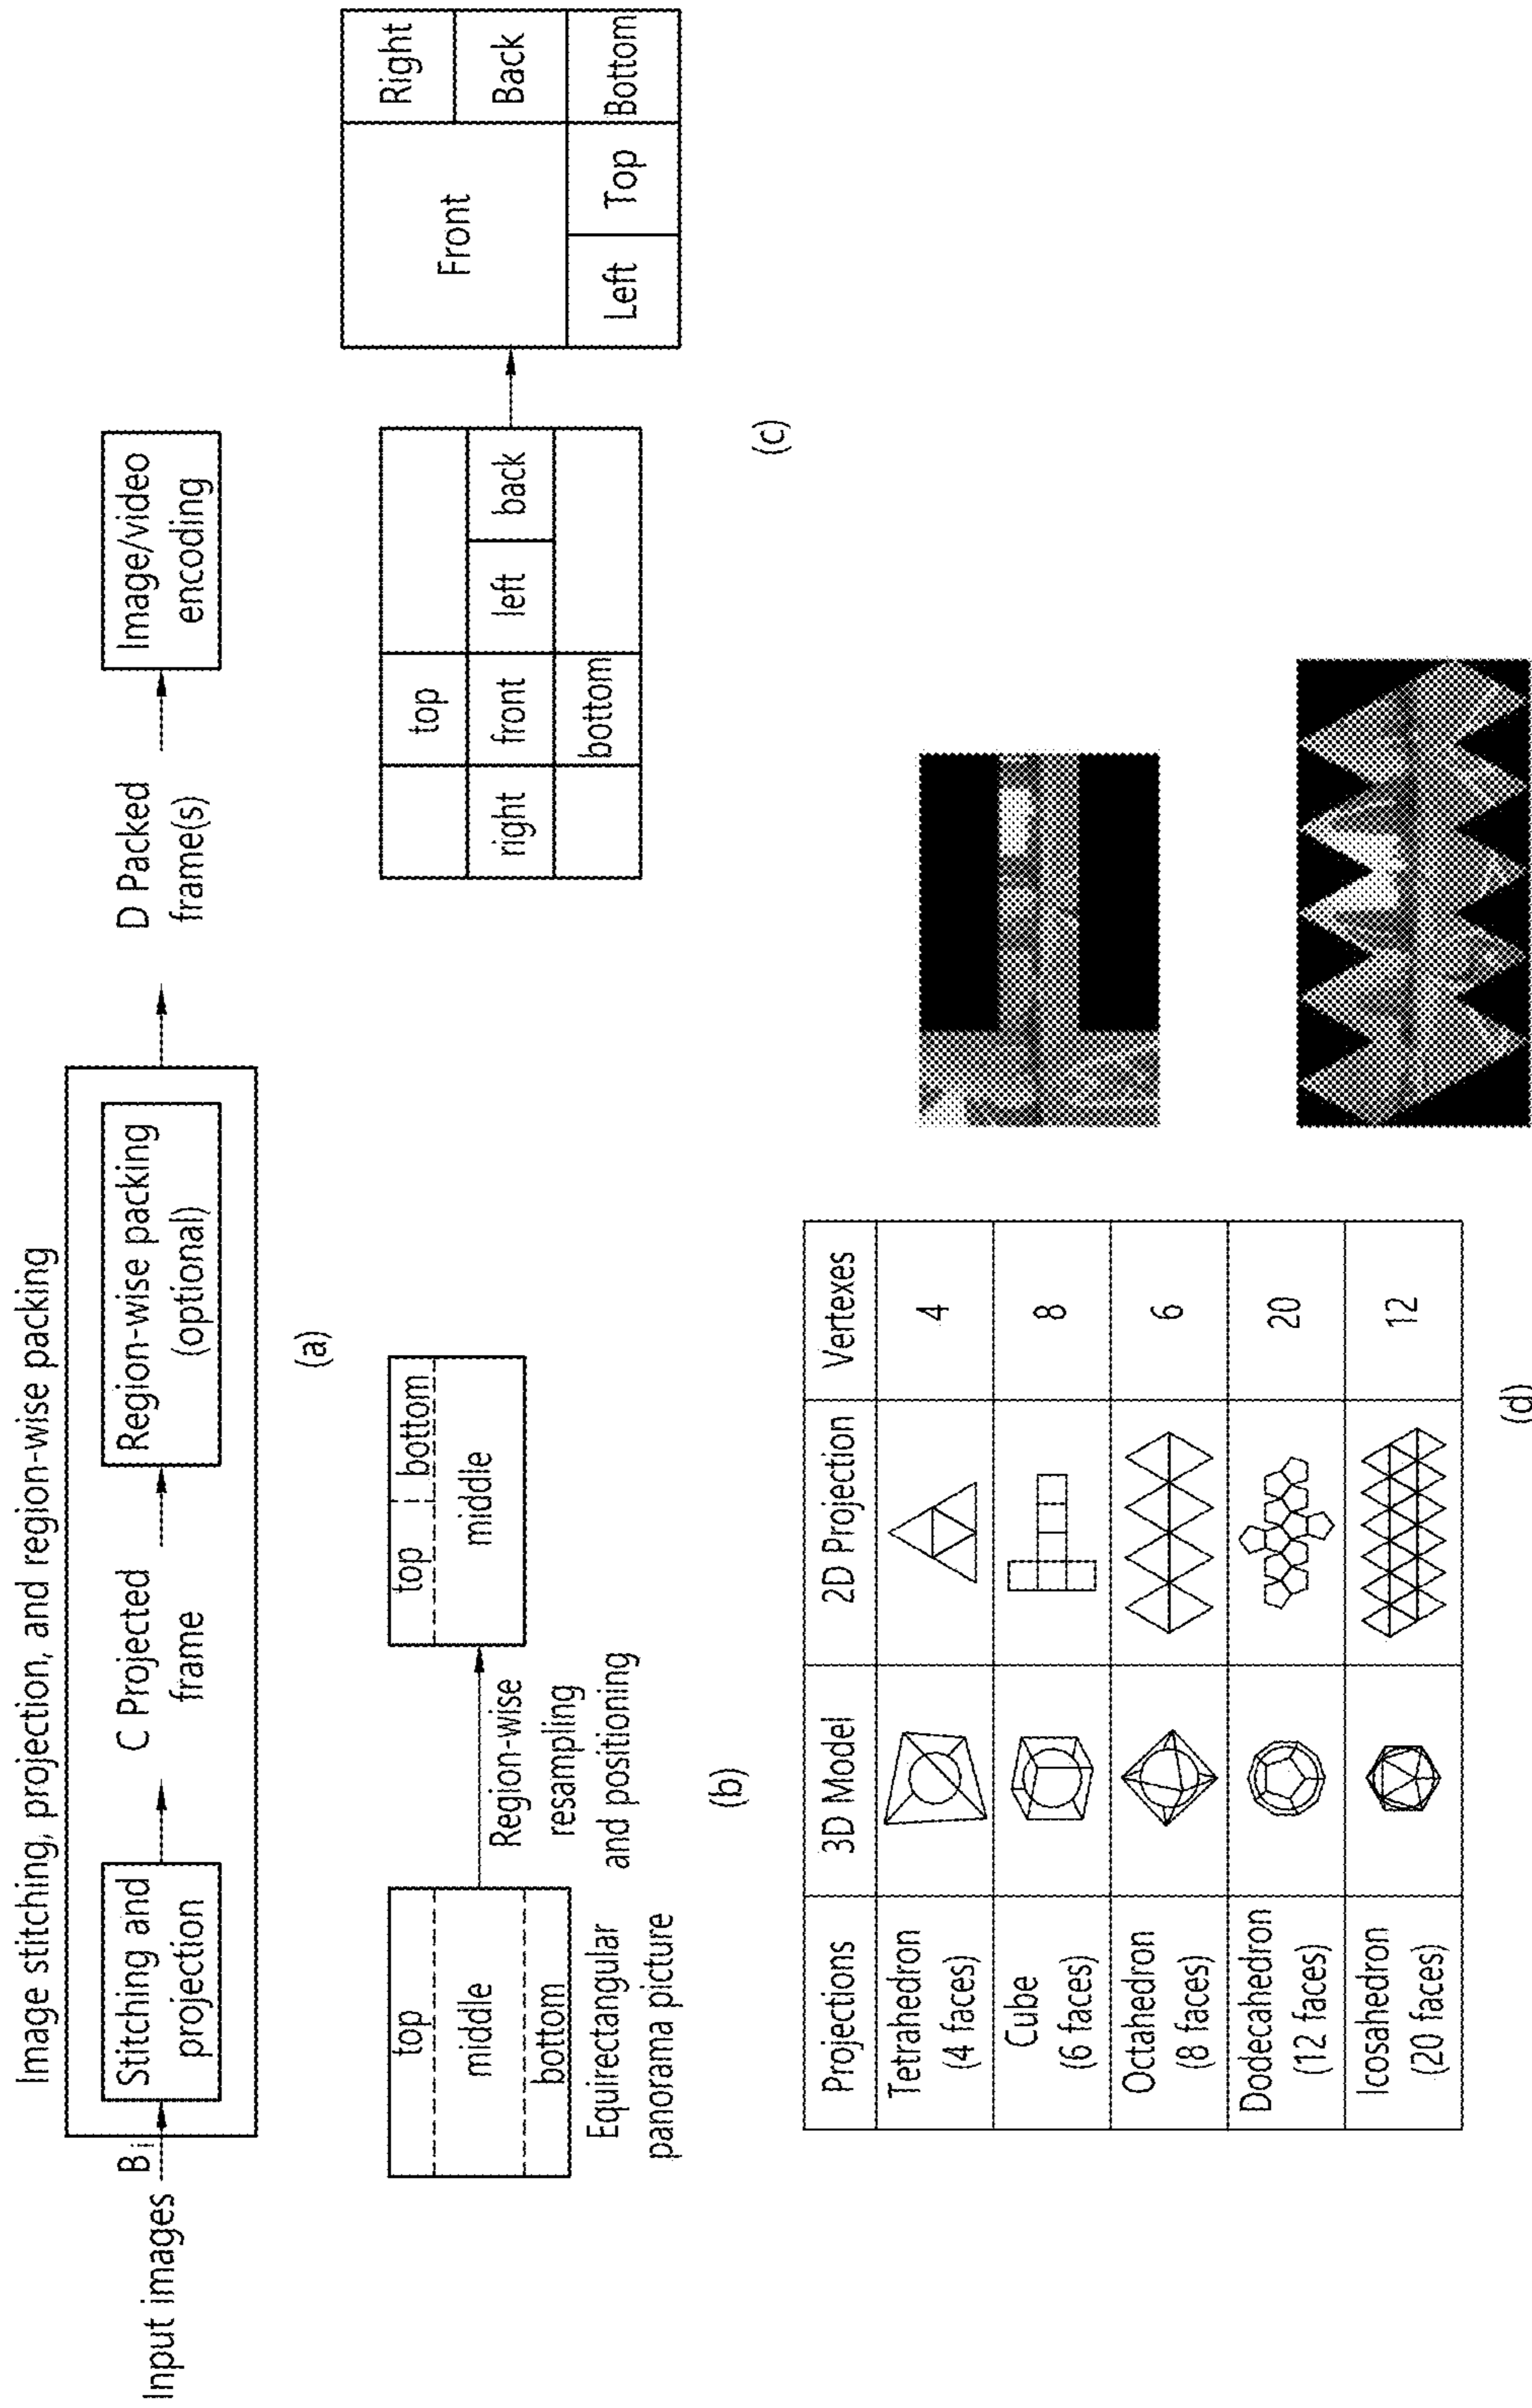 Image stitching, projection, and region-wise packing
Input images
Bi
Stitching and
projection
C Projected
frame
Region-wise packing
(optional)
D Packed
frame(s)
Image/video
encoding
(a)
top
middle
bottom
Equirectangular
panorama picture
Region-wise
resampling
and positioning
top
bottom
middle
(b)
top
right
front
left
back
bottom
Front
Right
Back
Left
Top
Bottom
(c)
Projections
3D Model
2D Projection
Vertexes
Tetrahedron
(4 faces)
4
Cube
(6 faces)
8
Octahedron
(8 faces)
6
Dodecahedron
(12 faces)
20
Icosahedron
(20 faces)
12
(d)